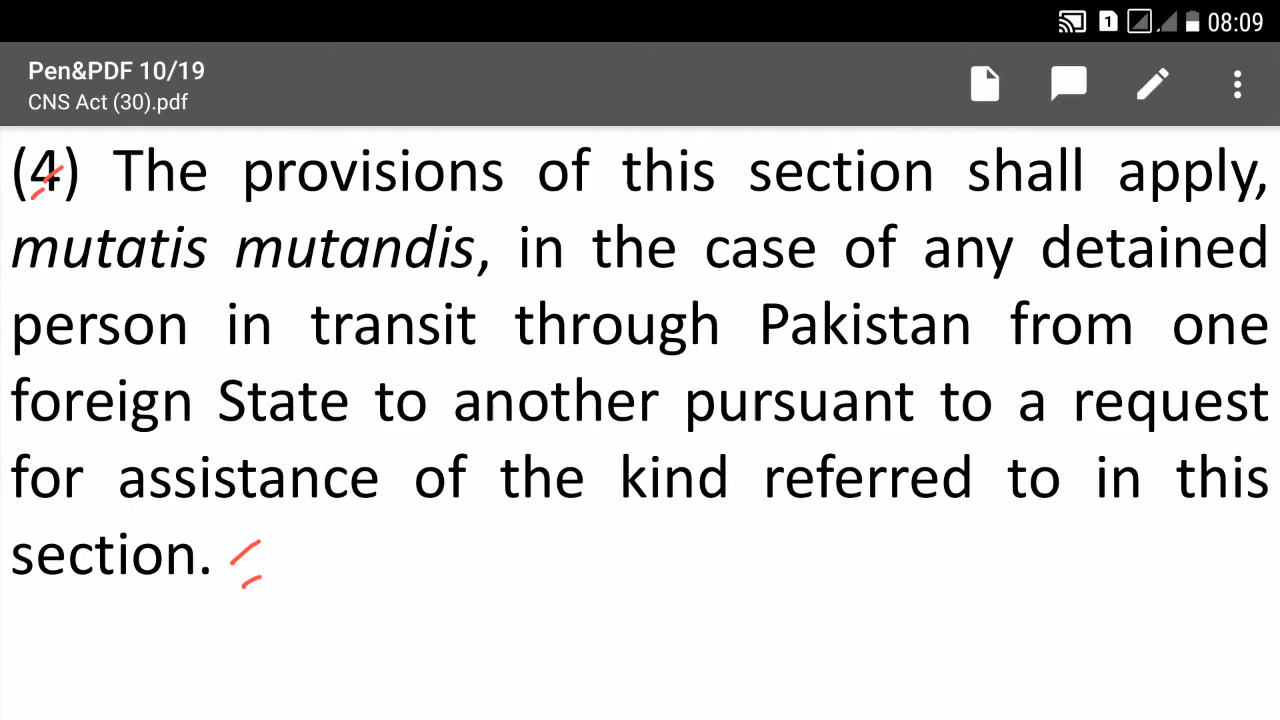 1 08:09
Pen&PDF 10/19
CNS Act (30).pdf
(4) The provisions of this section shall apply,
mutatis mutandis, in the case of any detained
person in transit through Pakistan from one
foreign State to another pursuant to a request
for assistance of the kind referred to in this
section.